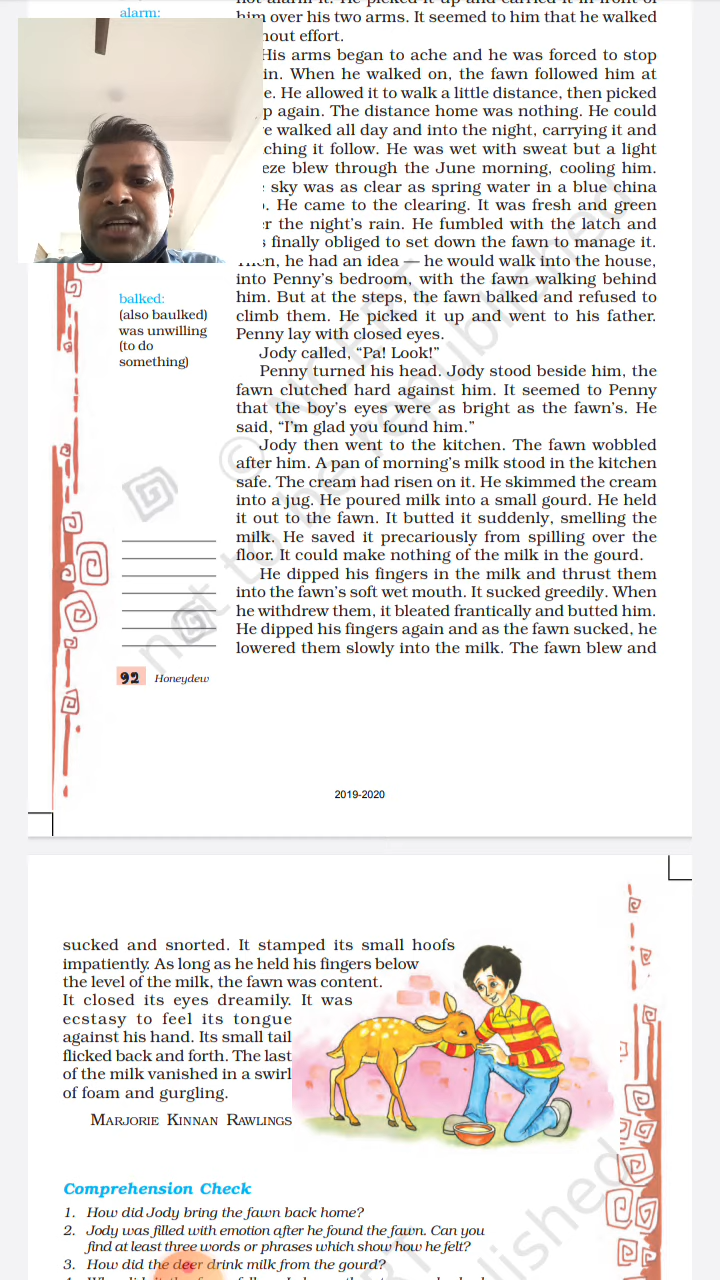 alarm:
not alarm it. He picked it up and carried it in front of
him over his two arms. It seemed to him that he walked
hout effort.
His arms began to ache and he was forced to stop
in. When he walked on, the fawn followed him at
e. He allowed it to walk a little distance, then picked
p again. The distance home was nothing. He could
e walked all day and into the night, carrying it and
ching it follow. He was wet with sweat but a light
eze blew through the June morning, cooling him.
sky was as clear as spring water in a blue china
. He came to the clearing. It was fresh and green
er the night's rain. He fumbled with the latch and
s finally obliged to set down the fawn to manage it.
Then, he had an idea — he would walk into the house,
into Penny's bedroom, with the fawn walking behind
him. But at the steps, the fawn balked and refused to
climb them. He picked it up and went to his father.
Penny lay with closed eyes.
Jody called, “Pa! Look!”
Penny turned his head. Jody stood beside him, the
fawn clutched hard against him. It seemed to Penny
that the boy's eyes were as bright as the fawn's. He
said, “I'm glad you found him.”
Jody then went to the kitchen. The fawn wobbled
after him. A pan of morning's milk stood in the kitchen
safe. The cream had risen on it. He skimmed the cream
into a jug. He poured milk into a small gourd. He held
it out to the fawn. It butted it suddenly, smelling the
milk. He saved it precariously from spilling over the
floor. It could make nothing of the milk in the gourd.
He dipped his fingers in the milk and thrust them
into the fawn's soft wet mouth. It sucked greedily. When
he withdrew them, it bleated frantically and butted him.
He dipped his fingers again and as the fawn sucked, he
lowered them slowly into the milk. The fawn blew and
balked:
(also baulked)
was unwilling
(to do
something)
92 Honeydew
© NCERT
not to be republished
2019-2020
sucked and snorted. It stamped its small hoofs
impatiently. As long as he held his fingers below
the level of the milk, the fawn was content.
It closed its eyes dreamily. It was
ecstasy to feel its tongue
against his hand. Its small tail
flicked back and forth. The last
of the milk vanished in a swirl
of foam and gurgling.
MARJORIE KINNAN RAWLINGS
Comprehension Check
1. How did Jody bring the fawn back home?
2. Jody was filled with emotion after he found the fawn. Can you
find at least three words or phrases which show how he felt?
3. How did the deer drink milk from the gourd?